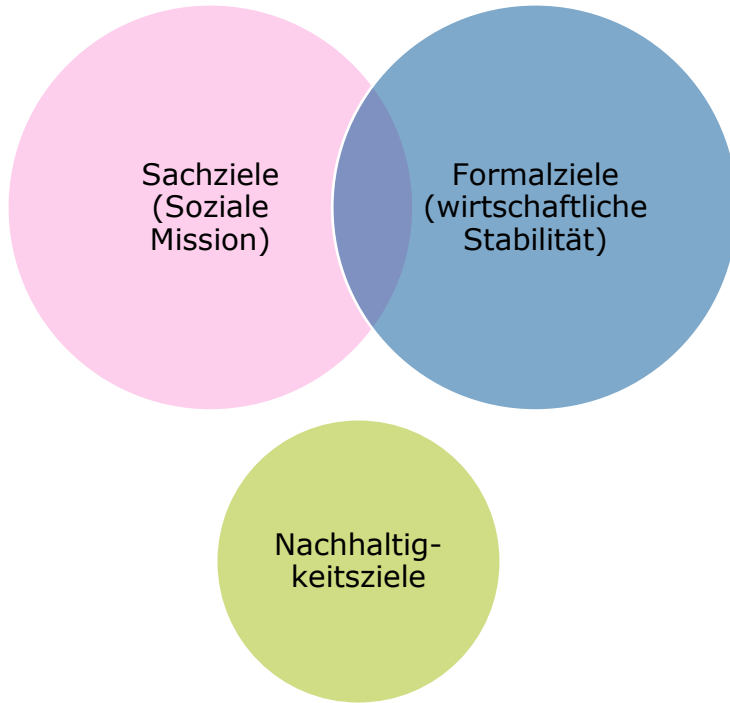 Sachziele
(Soziale
Mission)
Formalziele
(wirtschaftliche
Stabilität)
Nachhaltig-
keitsziele